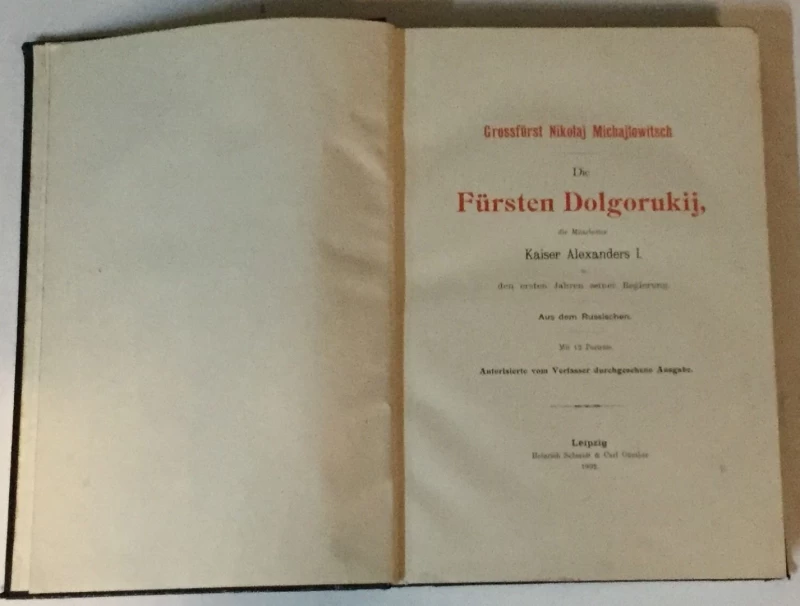 Grossfürst Nikolaj Michajlowitsch
Die
Fürsten Dolgorukij,
die Mitarbeiter
Kaiser Alexanders I.
in
den ersten Jahren seiner Regierung.
Aus dem Russischen.
Mit 12 Porträts.
Autorisierte vom Verfasser durchgesehene Ausgabe.
Leipzig
Heinrich Schmidt & Carl Günther